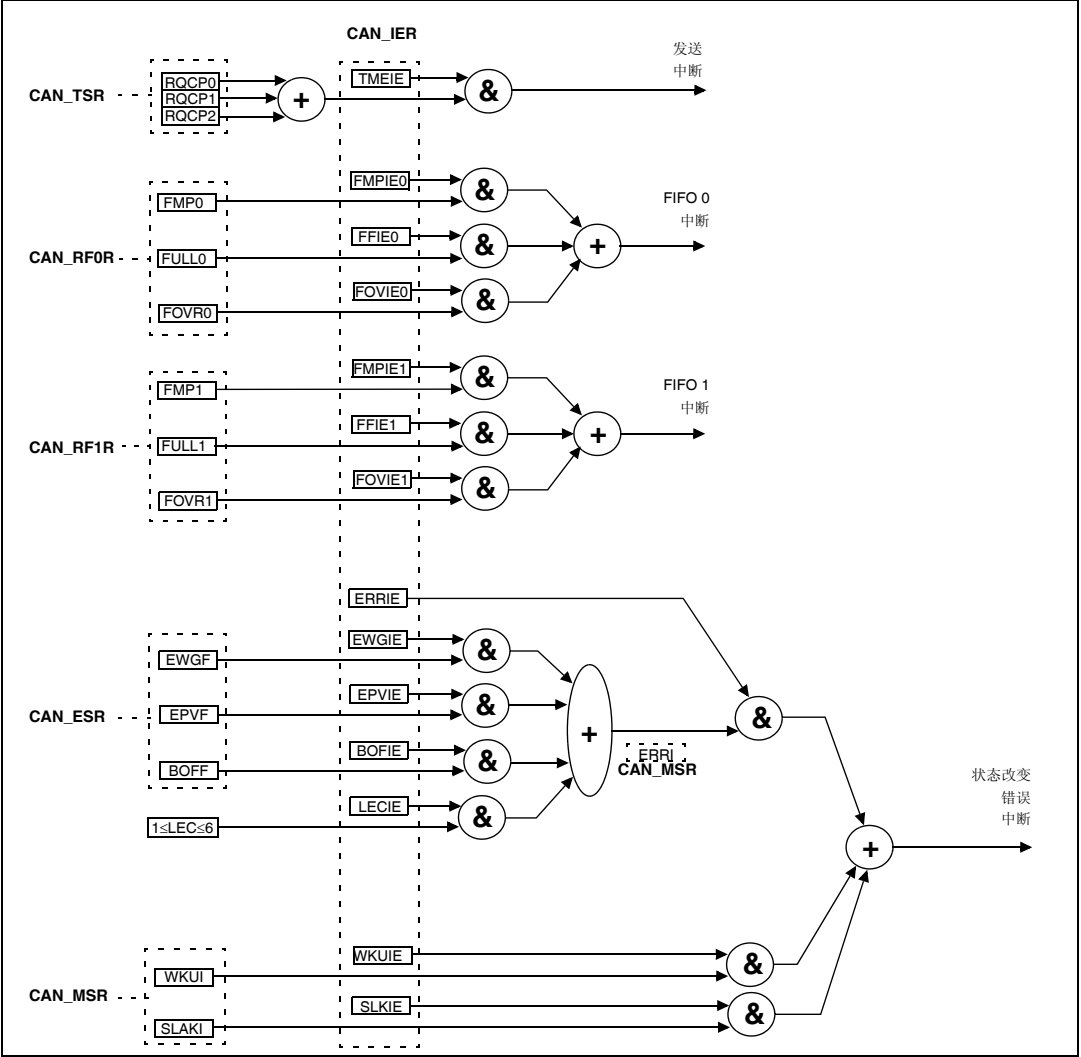 CAN_IER
发送
中断
CAN_TSR
RQCP0
RQCP1
RQCP2
+
TMEIE
&
FMPIE0
&
FMP0
FIFO 0
中断
CAN_RF0R
FFIE0
FULL0
&
+
FOVIE0
FOVR0
&
FMPIE1
&
FMP1
FIFO 1
中断
CAN_RF1R
FFIE1
FULL1
&
+
FOVIE1
FOVR1
&
ERRIE
EWGIE
&
EWGF
CAN_ESR
EPVIE
EPVF
&
&
+
ERRI
CAN_MSR
BOFIE
BOFF
&
LECIE
1≤LEC≤6
&
状态改变
错误
中断
+
CAN_MSR
WKUIE
WKUI
&
SLKIE
SLAKI
&